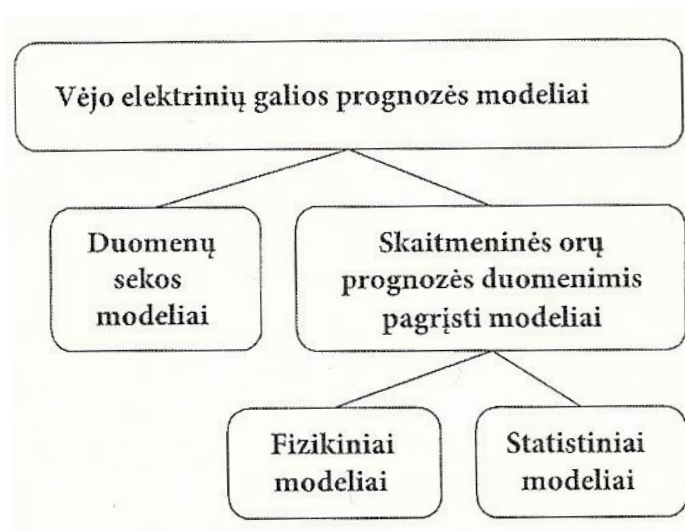 Vėjo elektrinių galios prognozės modeliai
Duomenų
sekos
modeliai
Skaitmeninės orų
prognozės duomenimis
pagrįsti modeliai
Fizikiniai
modeliai
Statistiniai
modeliai